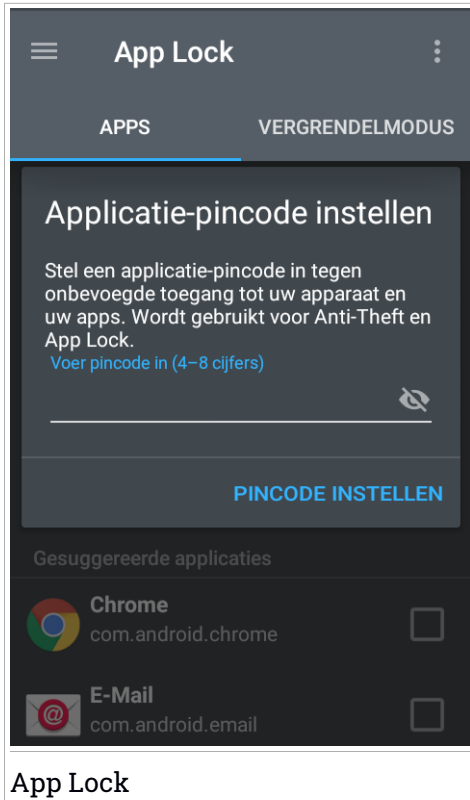 App Lock
APPS
VERGRENDELMODUS
Applicatie-pincode instellen
Stel een applicatie-pincode in tegen
onbevoegde toegang tot uw apparaat en
uw apps. Wordt gebruikt voor Anti-Theft en
App Lock.
Voer pincode in (4–8 cijfers)
PINCODE INSTELLEN
Gesuggereerde applicaties
Chrome
com.android.chrome
E-Mail
com.android.email
App Lock